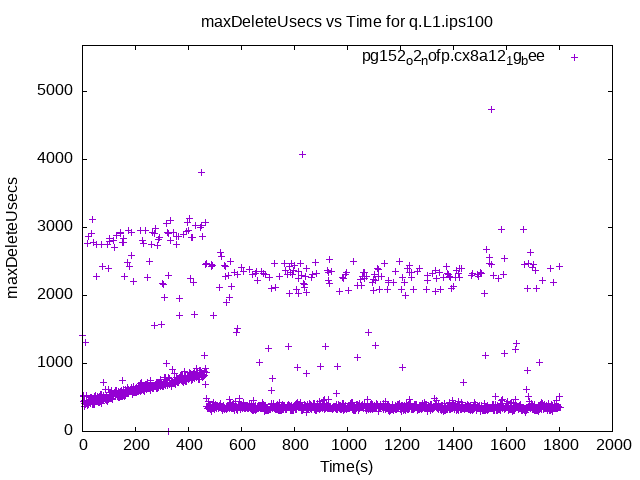 maxDeleteUsecs vs Time for q.L1.ips100
pg152o2nofp.cx8a121gbee
5000
4000
3000
2000
1000
0
maxDeleteUsecs
0 200 400 600 800 1000 1200 1400 1600 1800 2000
Time(s)